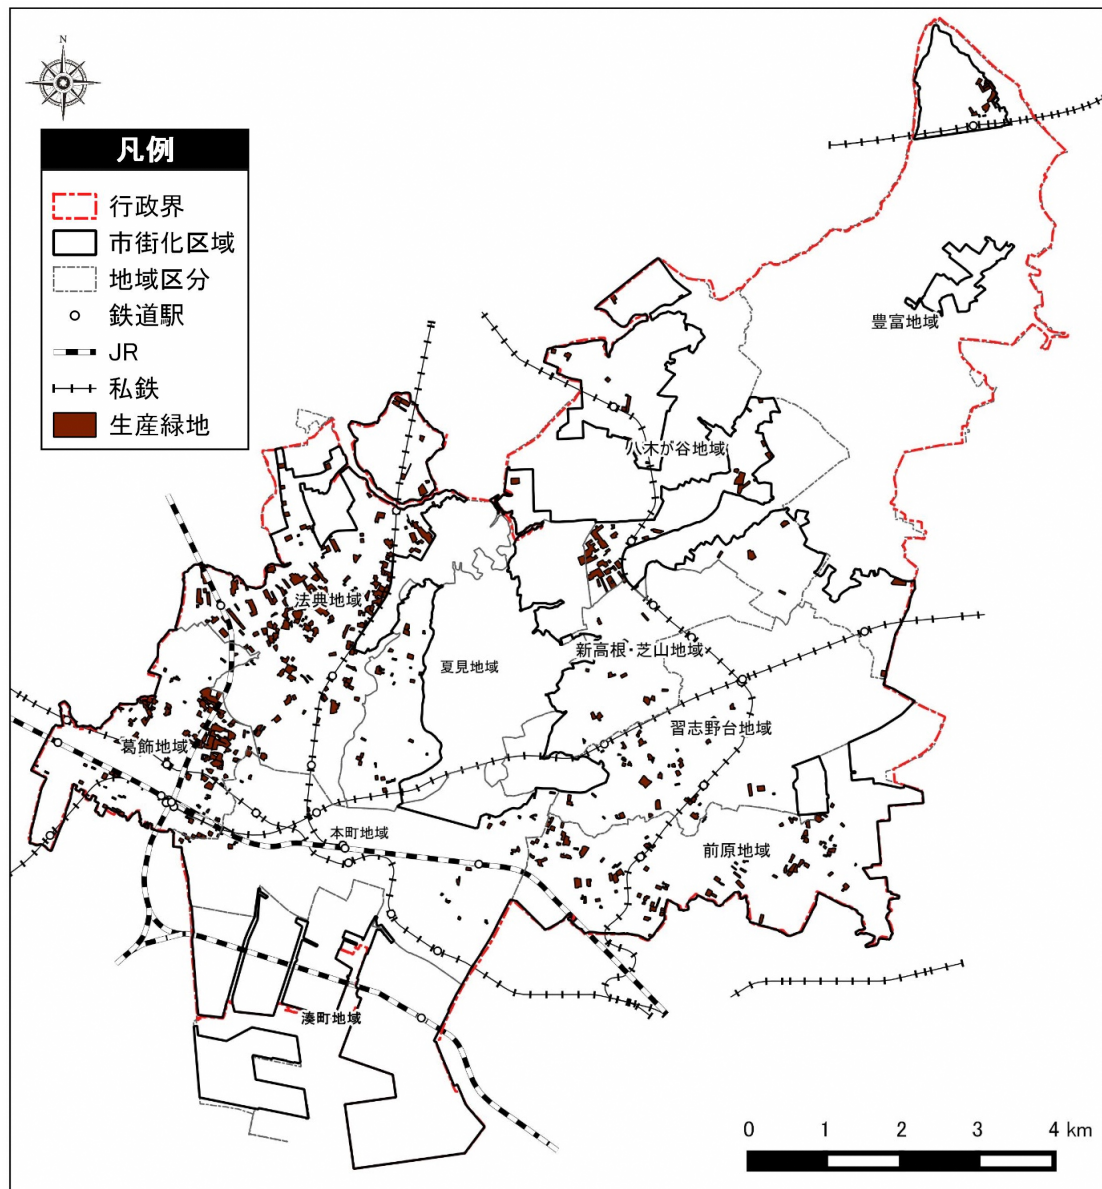 N
凡例
行政界
市街化区域
地域区分
鉄道駅
JR
私鉄
生産緑地
豊富地域
八木が谷地域
法典地域
新高根・芝山地域
夏見地域
習志野台地域
葛飾地域
本町地域
前原地域
湊町地域
0 1 2 3 4 km